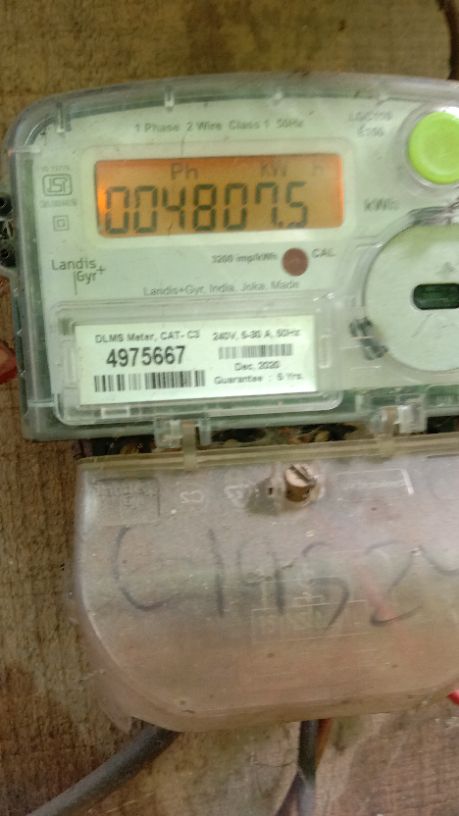 1 Phase 2 Wire Class 1 50Hz
Ph KW H
004807.5
kWh
3200 imp/kWh CAL
Landis
Gyr+
Landis+Gyr, India, Joka, Made
DLMS Meter, CAT- C3 240V, 5-30 A, 50Hz
4975667
Dec, 2020
Guarantee : 5 Yrs.